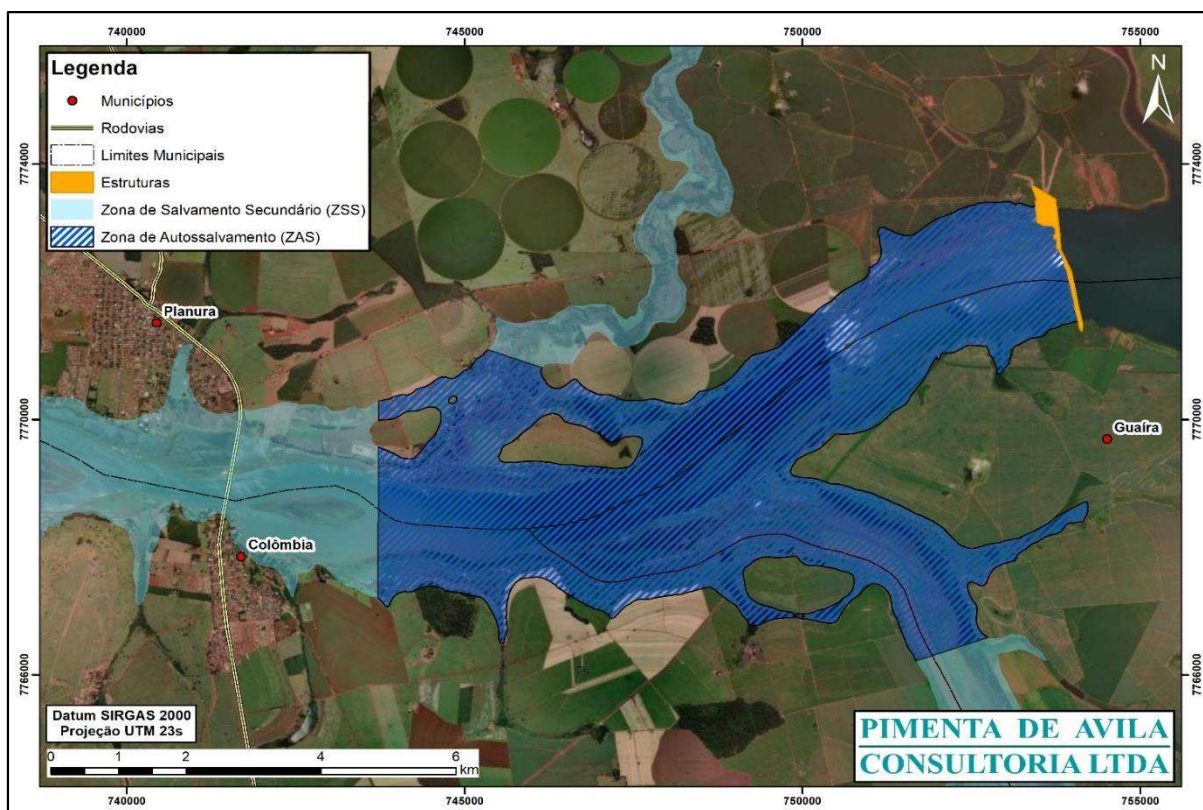 740000 745000 750000 755000
Legenda
Municípios
Rodovias
Limites Municipais
Estruturas
Zona de Salvamento Secundário (ZSS)
Zona de Autossalvamento (ZAS)
N
7774000 7774000
Planura
7770000 7770000
Guaíra
Colômbia
7766000 7766000
Datum SIRGAS 2000
Projeção UTM 23s
0 1 2 4 6
km
PIMENTA DE AVILA
CONSULTORIA LTDA
740000 745000 750000 755000